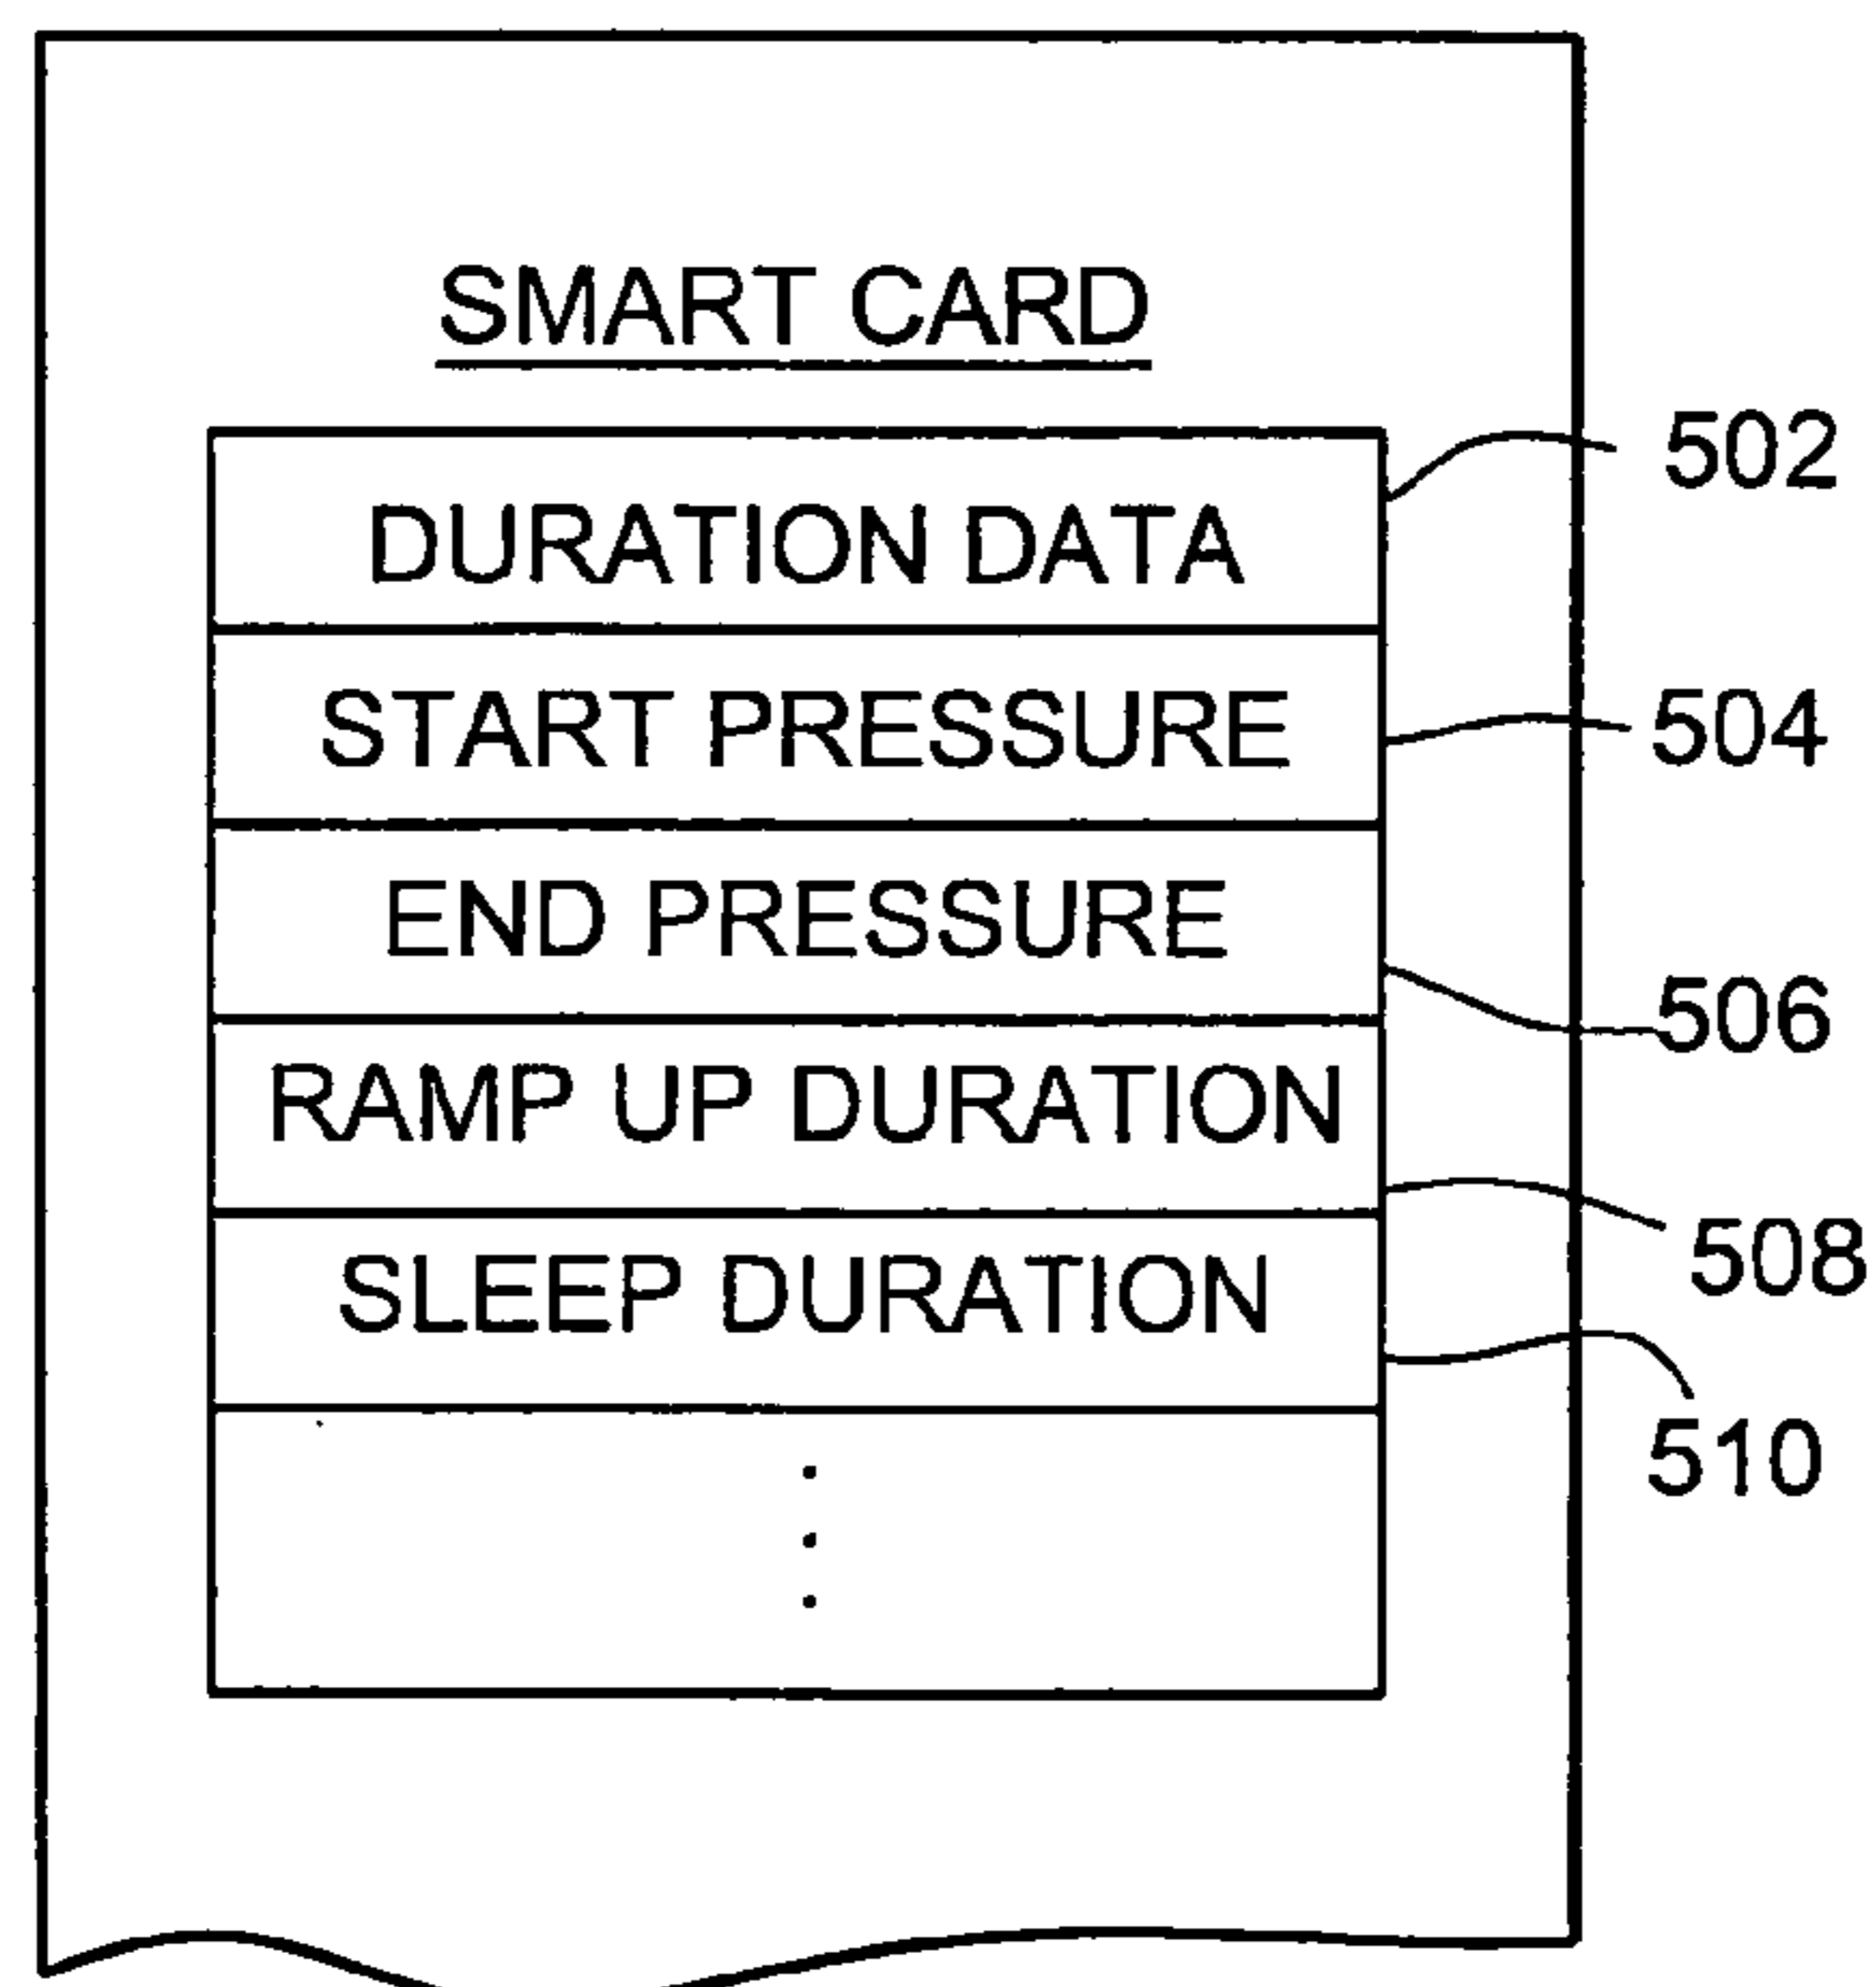 SMART CARD
DURATION DATA
502
START PRESSURE
504
END PRESSURE
506
RAMP UP DURATION
508
SLEEP DURATION
510